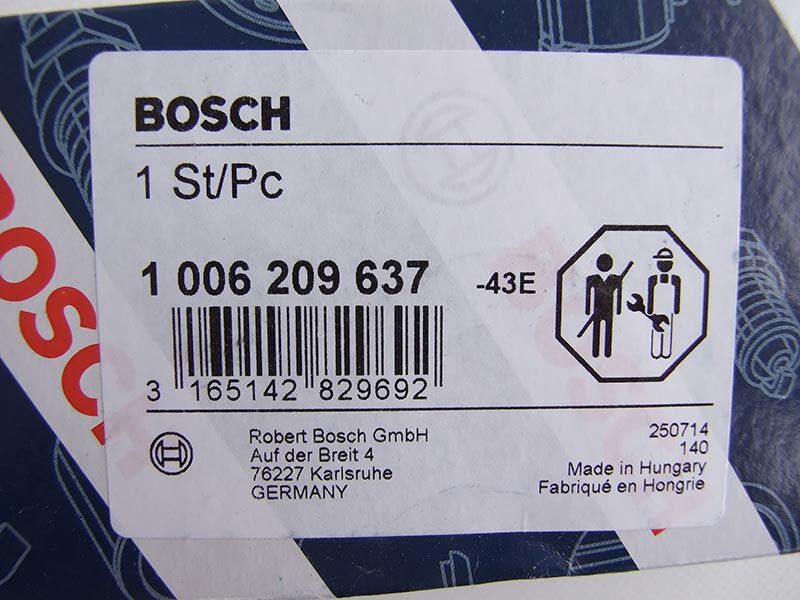 BOSCH
1 St/Pc
1 006 209 637 -43E
3 165142 829692
Robert Bosch GmbH
Auf der Breit 4
76227 Karlsruhe
GERMANY
250714
140
Made in Hungary
Fabriqué en Hongrie
BOSCH